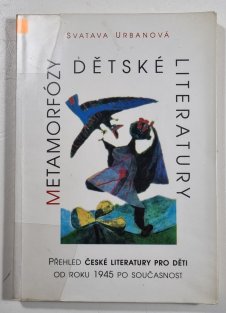 SVATAVA URBANOVÁ
METAMORFÓZY
DĚTSKÉ
LITERATURY
PŘEHLED ČESKÉ LITERATURY PRO DĚTI
OD ROKU 1945 PO SOUČASNOST